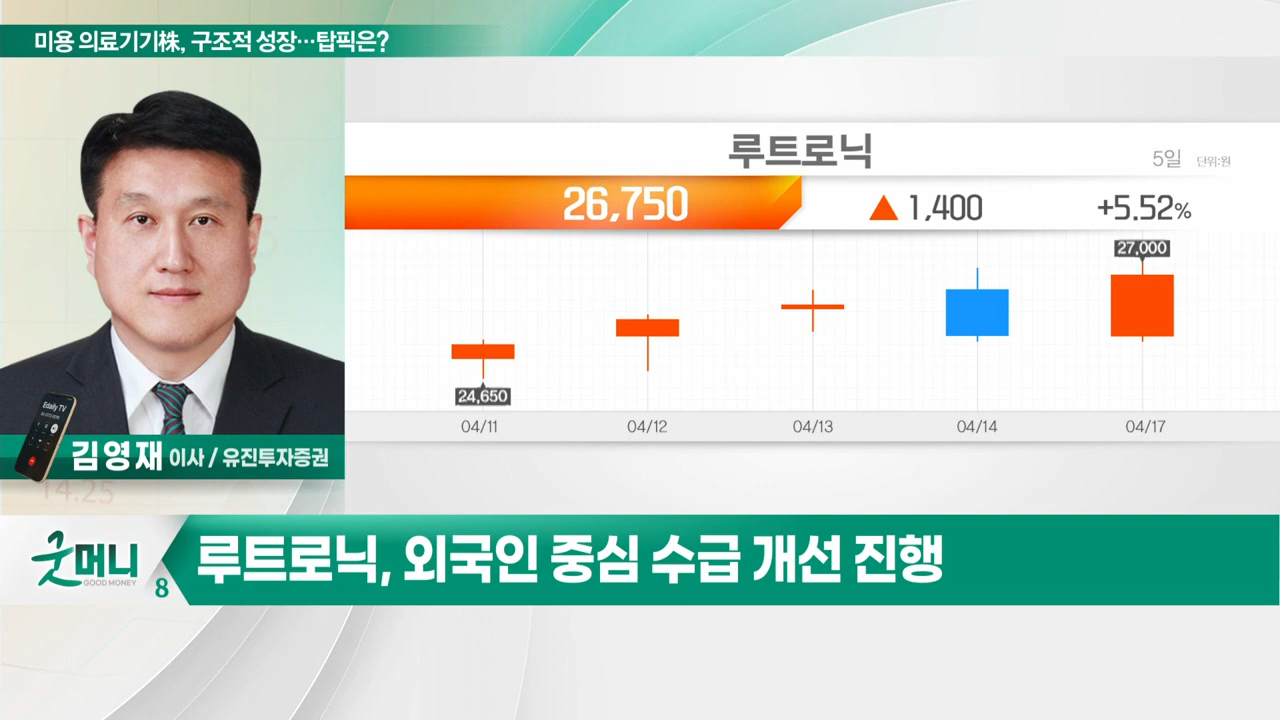 미용 의료기기株, 구조적 성장…탑픽은?
루트로닉
5일 단위:원
26,750 ▲ 1,400 +5.52%
27,000
24,650
04/11 04/12 04/13 04/14 04/17
Edaily TV
김영재 이사 / 유진투자증권
14.25
굿머니
GOOD MONEY
8
루트로닉, 외국인 중심 수급 개선 진행